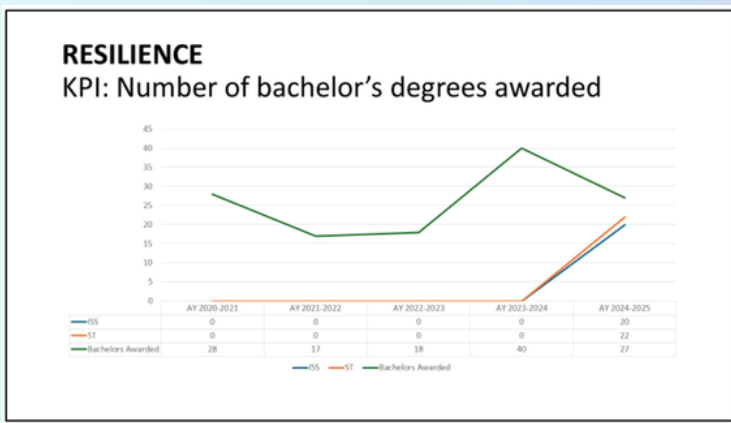 RESILIENCE
KPI: Number of bachelor's degrees awarded
45
40
35
30
25
20
15
10
5
0
AY 2020-2021 AY 2021-2022 AY 2022-2023 AY 2023-2024 AY 2024-2025
ISS 0 0 0 0 20
ST 0 0 0 0 22
Bachelors Awarded 28 17 18 40 27
ISS ST Bachelors Awarded